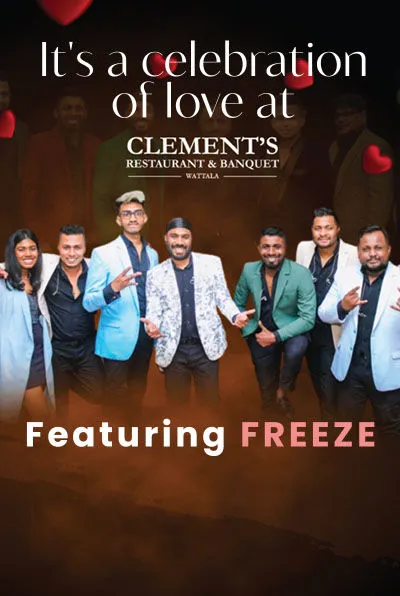 It's a celebration
of love at
CLEMENT'S
RESTAURANT & BANQUET
WATTALA
Featuring FREEZE